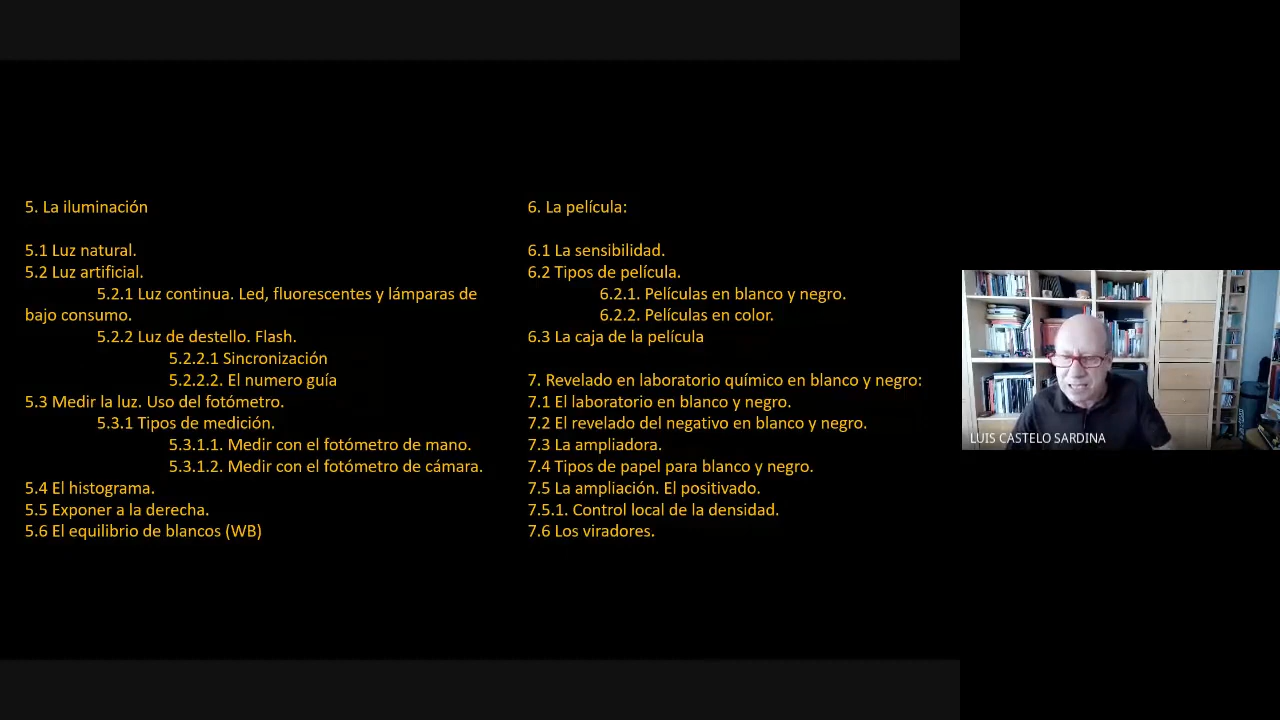 5. La iluminación
5.1 Luz natural.
5.2 Luz artificial.
5.2.1 Luz continua. Led, fluorescentes y lámparas de
bajo consumo.
5.2.2 Luz de destello. Flash.
5.2.2.1 Sincronización
5.2.2.2. El numero guía
5.3 Medir la luz. Uso del fotómetro.
5.3.1 Tipos de medición.
5.3.1.1. Medir con el fotómetro de mano.
5.3.1.2. Medir con el fotómetro de cámara.
5.4 El histograma.
5.5 Exponer a la derecha.
5.6 El equilibrio de blancos (WB)
6. La película:
6.1 La sensibilidad.
6.2 Tipos de película.
6.2.1. Películas en blanco y negro.
6.2.2. Películas en color.
6.3 La caja de la película
7. Revelado en laboratorio químico en blanco y negro:
7.1 El laboratorio en blanco y negro.
7.2 El revelado del negativo en blanco y negro.
7.3 La ampliadora.
7.4 Tipos de papel para blanco y negro.
7.5 La ampliación. El positivado.
7.5.1. Control local de la densidad.
7.6 Los viradores.
LUIS CASTELO SARDINA